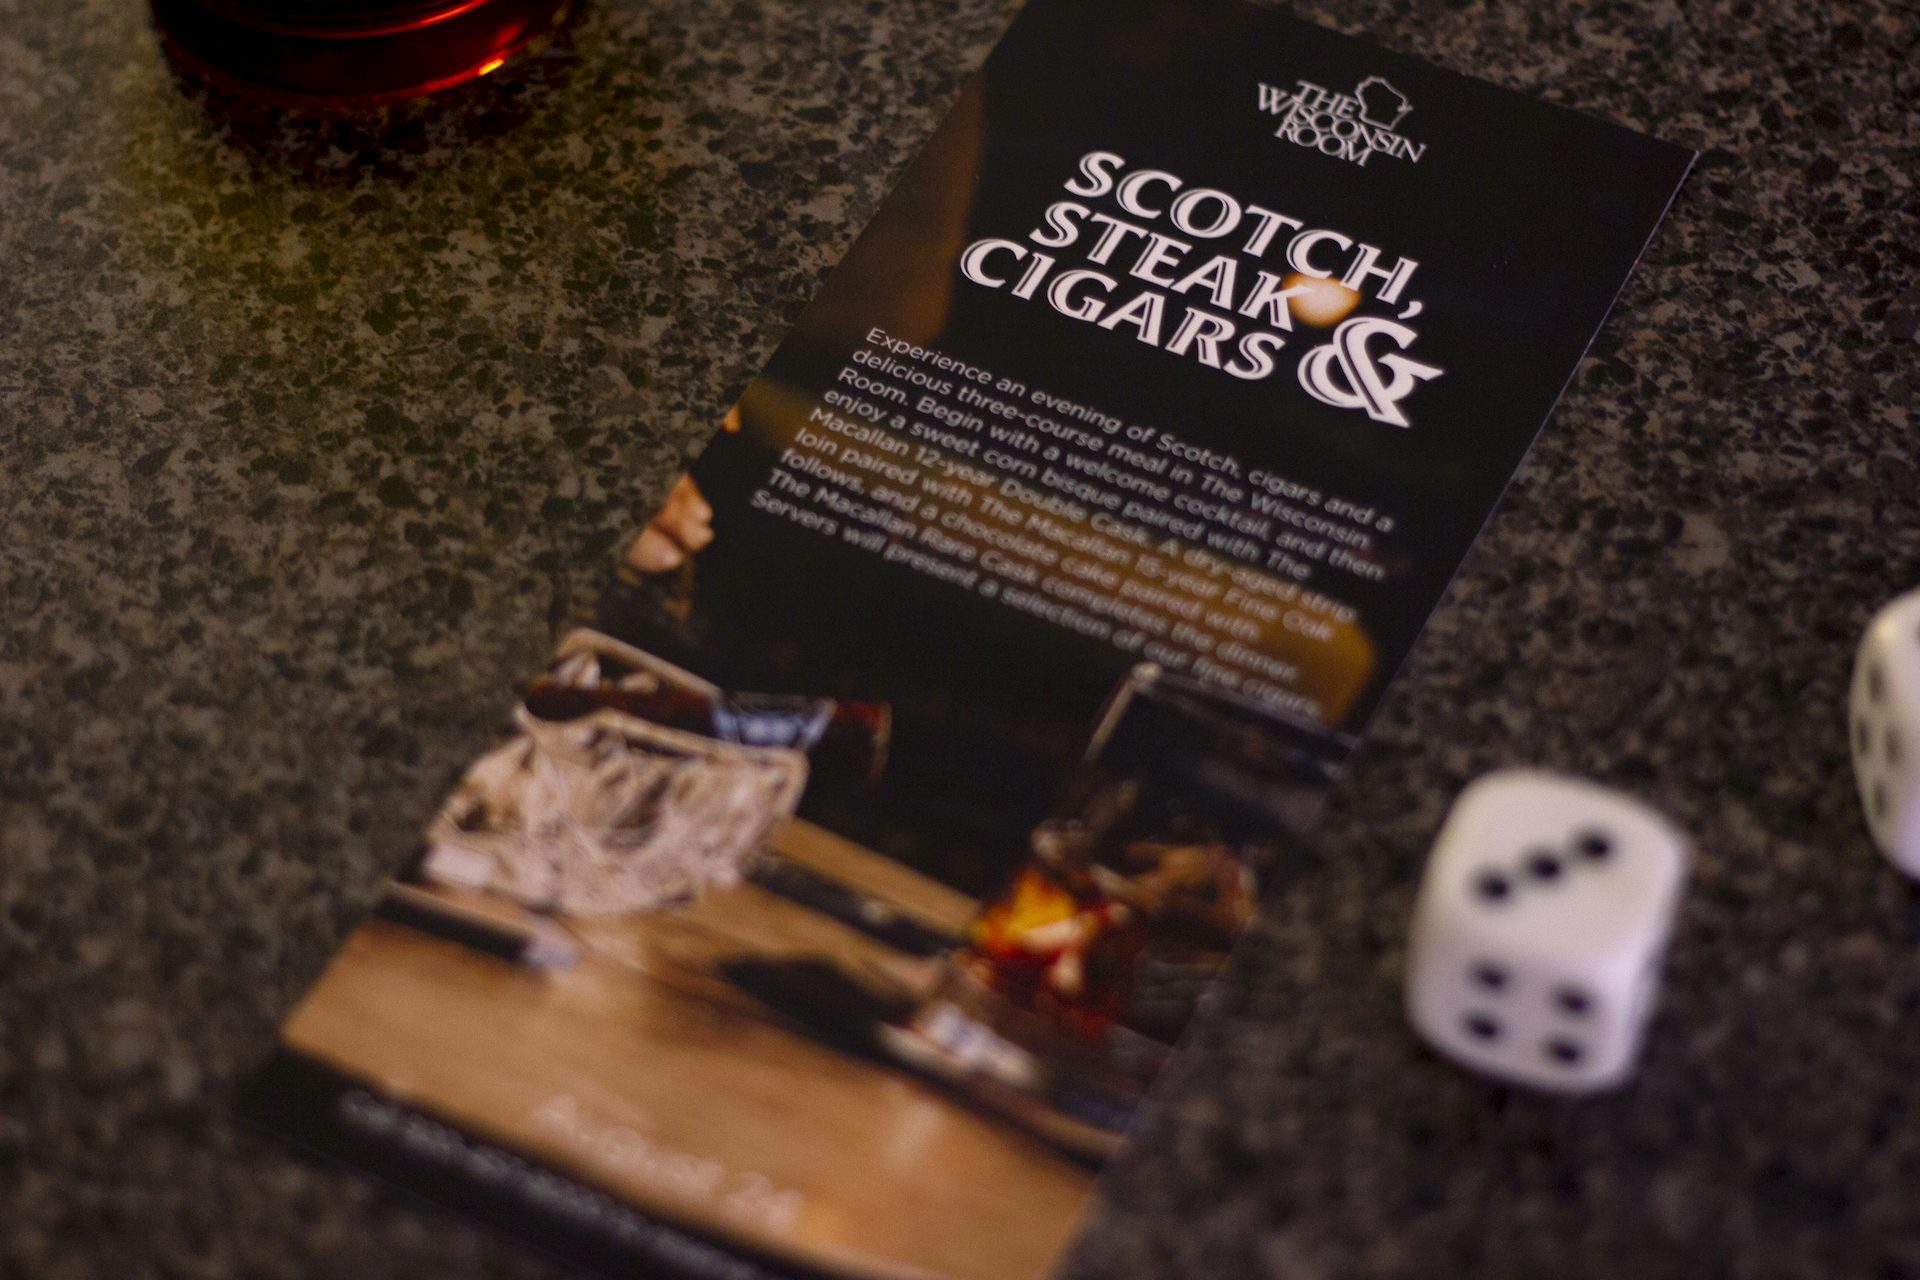 THE
WISCONSIN
ROOM
SCOTCH,
STEAK &
CIGARS
Experience an evening of Scotch, cigars and a
delicious three-course meal in The Wisconsin
Room. Begin with a welcome cocktail, and then
enjoy a sweet corn bisque paired with The
Macallan 12-year Double Cask. A dry-aged strip
loin paired with The Macallan 15-year Fine Oak
follows, and a chocolate cake paired with
The Macallan Rare Cask completes the dinner.
Servers will present a selection of our fine cigars.
August 24